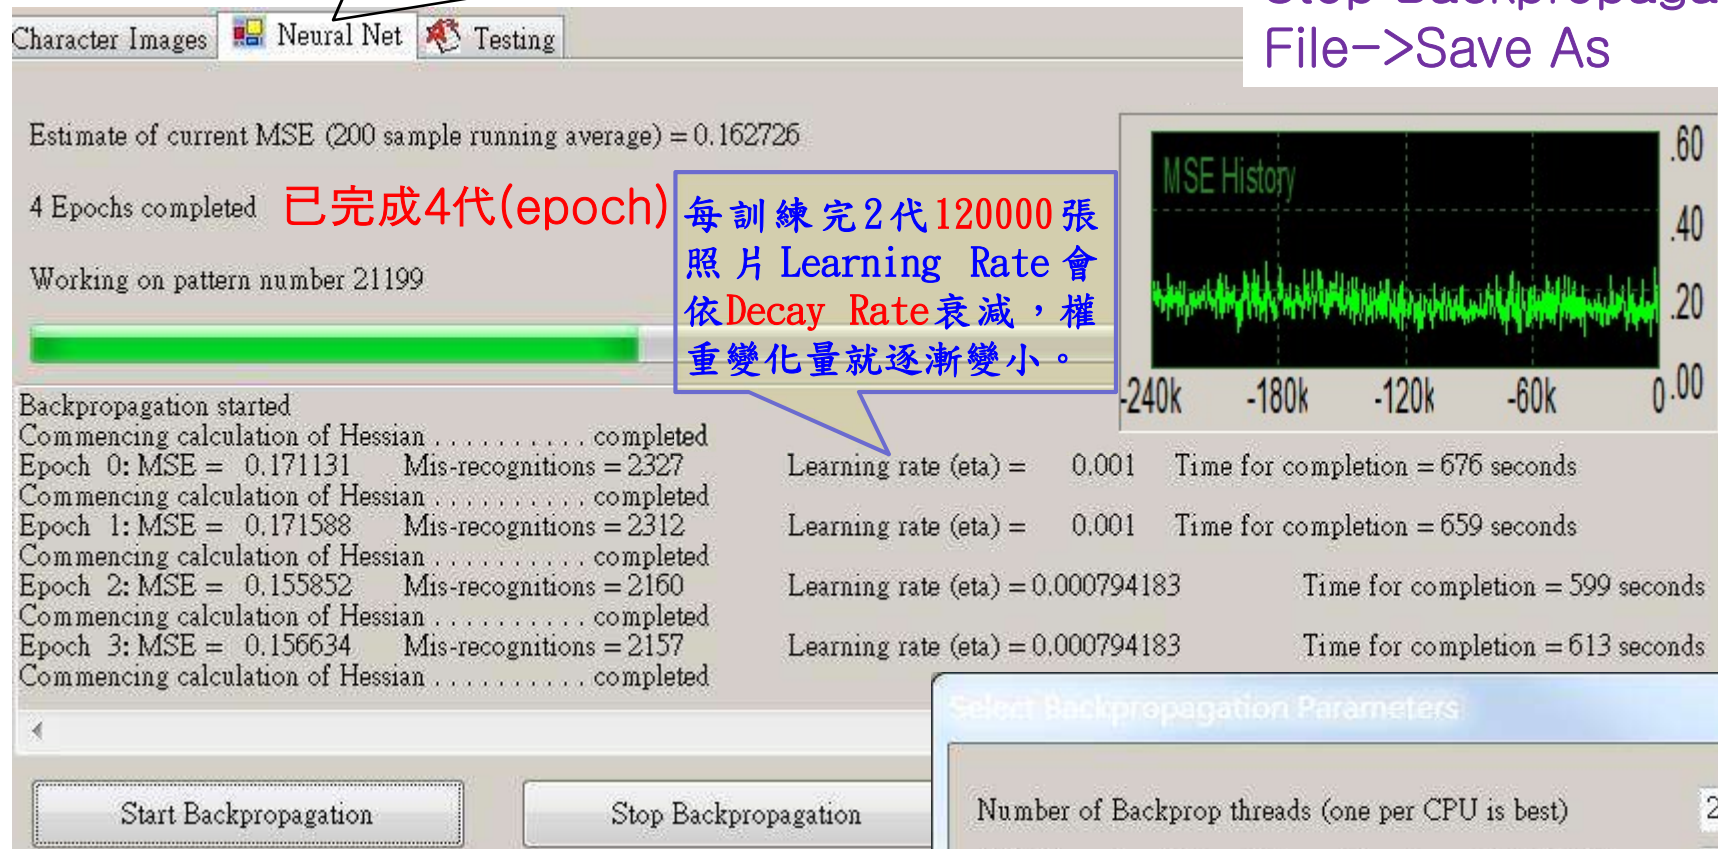 Stop Backpropaga
File->Save As
Character Images
Neural Net
Testing
Estimate of current MSE (200 sample running average) = 0.162726
4 Epochs completed
已完成4代(epoch)
Working on pattern number 21199
每訓練完2代120000張
照片Learning Rate會
依Decay Rate衰減，權
重變化量就逐漸變小。
MSE History
.60
.40
.20
.00
-240k -180k -120k -60k 0
Backpropagation started
Commencing calculation of Hessian . . . . . . . . . . completed
Epoch 0: MSE = 0.171131 Mis-recognitions = 2327 Learning rate (eta) = 0.001 Time for completion = 676 seconds
Commencing calculation of Hessian . . . . . . . . . . completed
Epoch 1: MSE = 0.171588 Mis-recognitions = 2312 Learning rate (eta) = 0.001 Time for completion = 659 seconds
Commencing calculation of Hessian . . . . . . . . . . completed
Epoch 2: MSE = 0.155852 Mis-recognitions = 2160 Learning rate (eta) = 0.000794183 Time for completion = 599 seconds
Commencing calculation of Hessian . . . . . . . . . . completed
Epoch 3: MSE = 0.156634 Mis-recognitions = 2157 Learning rate (eta) = 0.000794183 Time for completion = 613 seconds
Commencing calculation of Hessian . . . . . . . . . . completed
Select Backpropagation Parameters
Start Backpropagation
Stop Backpropagation
Number of Backprop threads (one per CPU is best) 2